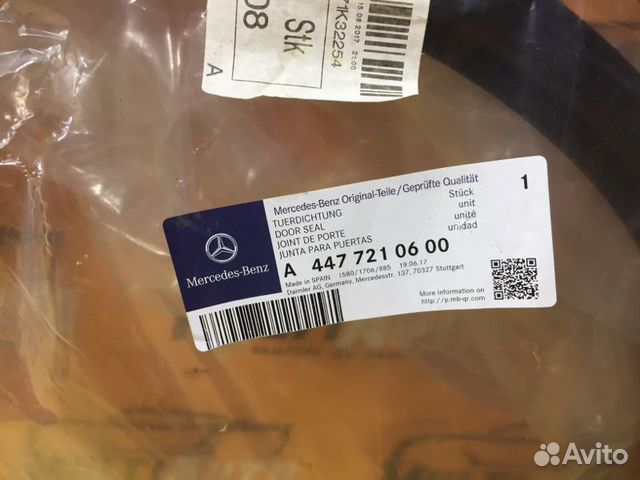 15.08.2017 21:00
71K32254
Stk
08
A
Mercedes-Benz
Mercedes-Benz Original-Teile/Geprüfte Qualität
TUERDICHTUNG
DOOR SEAL
JOINT DE PORTE
JUNTA PARA PUERTAS
Stück
unit
unité
unidad
1
A 447 721 06 00
Made in SPAIN 1580/1706/885 19.06.17
Daimler AG, Germany, Mercedesstr. 137, 70327 Stuttgart
More information on
http://p.mb-qr.com
Avito